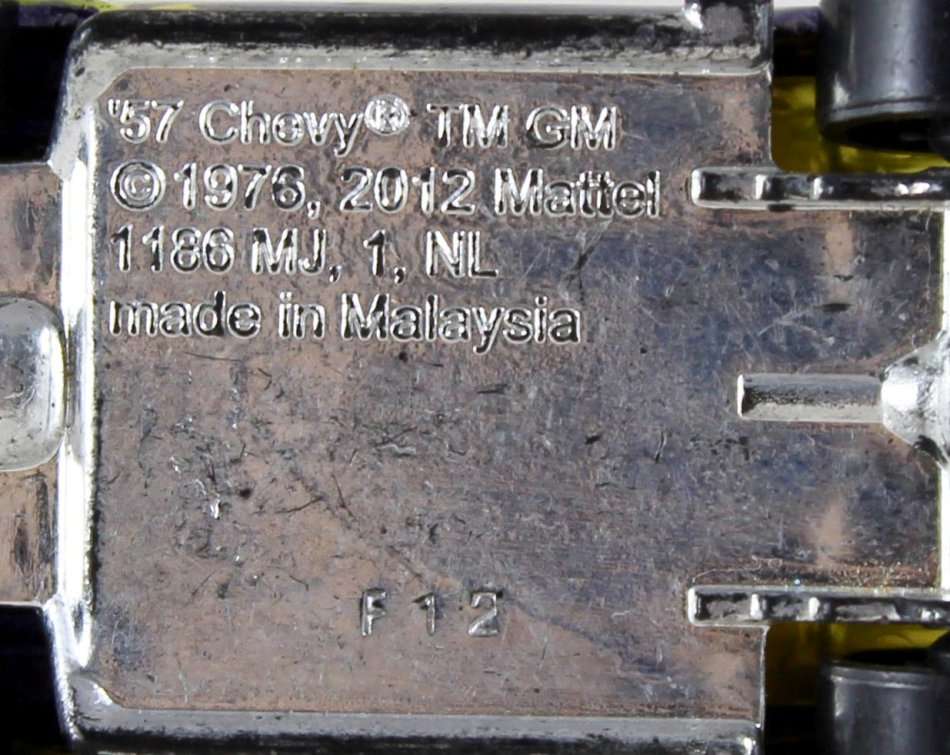 '57 Chevy® TM GM
©1976, 2012 Mattel
1186 MJ, 1, NL
made in Malaysia
F12